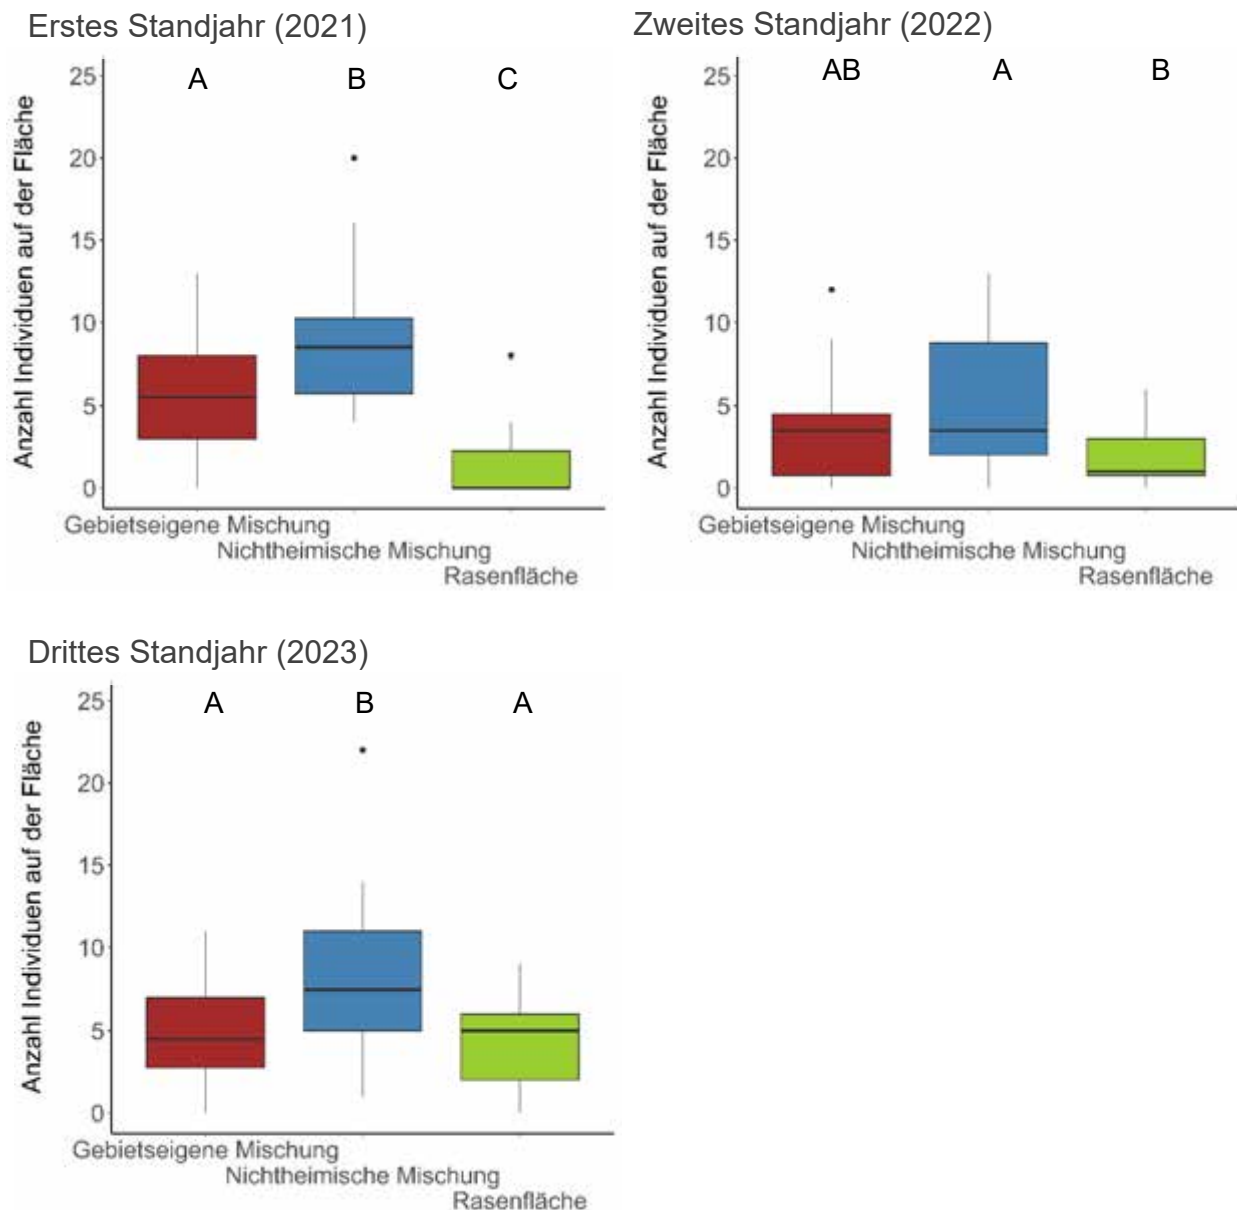 Erstes Standjahr (2021)
A B C
Anzahl Individuen auf der Fläche
25
20
15
10
5
0
Gebietseigene Mischung
Nichtheimische Mischung
Rasenfläche
Zweites Standjahr (2022)
AB A B
Anzahl Individuen auf der Fläche
25
20
15
10
5
0
Gebietseigene Mischung
Nichtheimische Mischung
Rasenfläche
Drittes Standjahr (2023)
A B A
Anzahl Individuen auf der Fläche
25
20
15
10
5
0
Gebietseigene Mischung
Nichtheimische Mischung
Rasenfläche